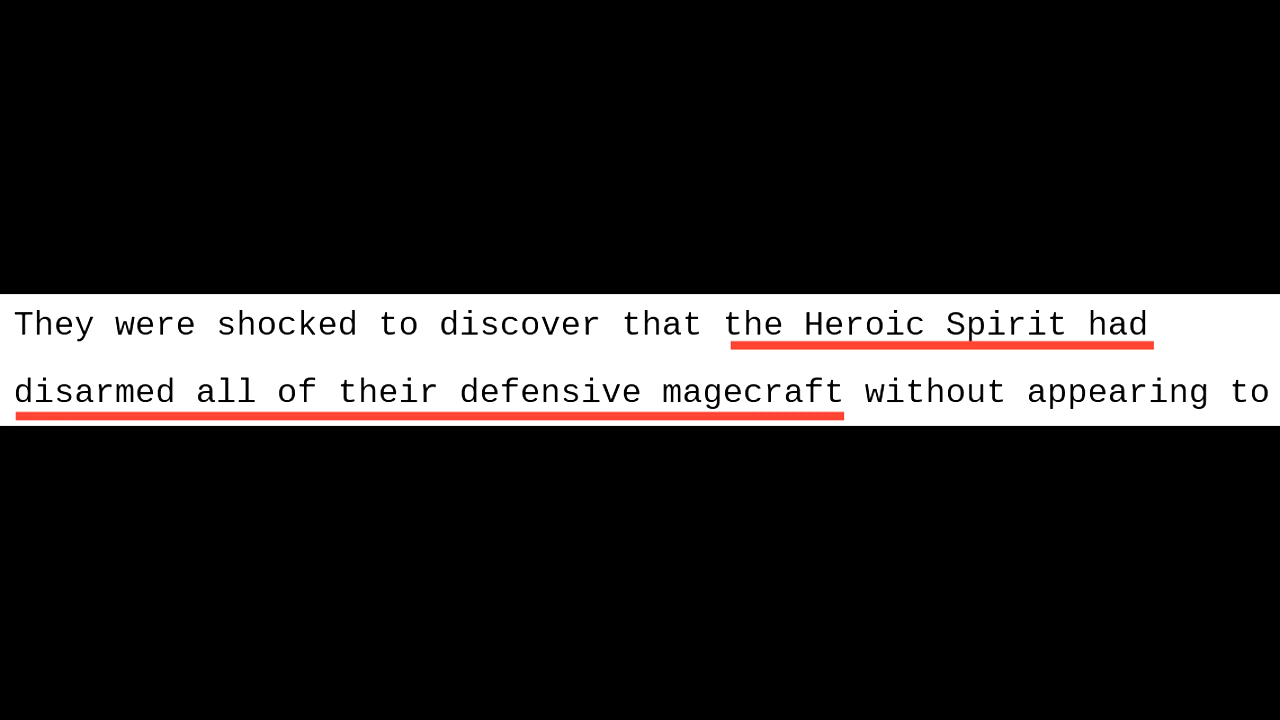 They were shocked to discover that the Heroic Spirit had
disarmed all of their defensive magecraft without appearing to